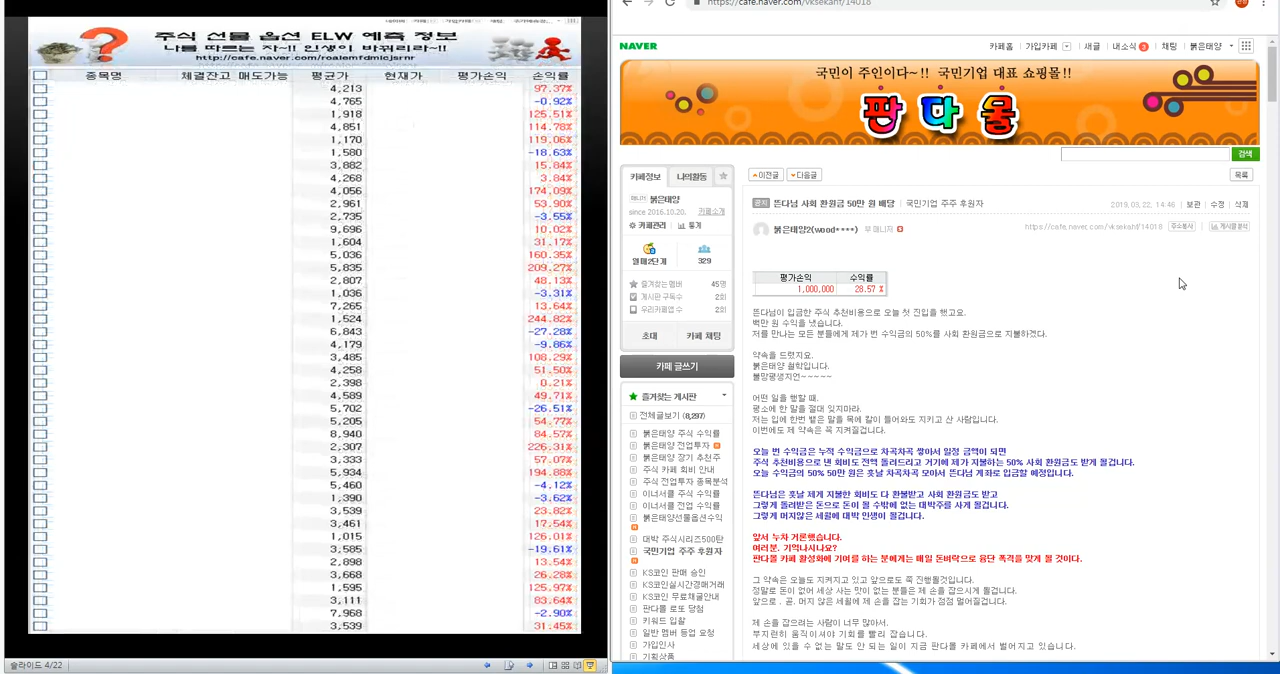 주식 선물 옵션 ELW 예측 정보
나를 따르는 자~!! 인생이 바뀌리라~!!
http://cafe.naver.com/roalemfdmlcjsrnr
종목명 체결잔고 매도가능 평균가 현재가 평가손익 손익률
4,213 97.37%
4,765 -0.92%
1,918 125.51%
4,851 114.78%
1,170 119.06%
1,580 -18.63%
3,882 15.84%
4,268 3.84%
4,056 174.09%
2,961 53.90%
2,735 -3.55%
9,696 10.02%
1,604 31.17%
5,036 160.35%
5,835 209.27%
2,807 48.13%
1,036 -3.31%
7,265 13.64%
1,524 244.82%
6,843 -27.28%
4,179 -9.86%
3,485 108.29%
4,258 51.50%
2,398 0.21%
4,589 49.71%
5,702 -26.51%
5,205 54.77%
8,940 84.57%
2,307 226.31%
3,333 57.07%
5,934 194.88%
5,460 -4.12%
1,390 -3.62%
3,539 23.82%
3,461 17.54%
1,015 126.01%
3,585 -19.61%
2,898 13.54%
3,668 26.28%
1,595 125.97%
3,111 83.64%
7,968 -2.90%
3,539 31.45%
슬라이드 4/22
https://cafe.naver.com/vksekahf/14018
NAVER
카페홈 가입카페 새글 내소식 3 채팅 붉은태양
국민이 주인이다~!! 국민기업 대표 쇼핑몰!!
판다몰
검색
카페정보 나의활동
이전글 다음글
목록
매니저 붉은태양
since 2016.10.20. 카페소개
카페관리 통계
열매2단계 329
즐겨찾는 멤버 45명
게시판 구독수 2회
우리카페앱 수 2회
초대 카페 채팅
카페 글쓰기
즐겨찾는 게시판
전체글보기 (8,297)
붉은태양 주식 수익률
붉은태양 전업투자
붉은태양 장기 추천주
주식 카페 회비 안내
주식 전업투자 종목분석
이너서클 주식 수익률
이너서클 전업 수익률
붉은태양선물옵션수익
대박 주식시리즈500탄
국민기업 주주 후원자
KS코인 판매 승인
KS코인실시간경매거래
KS코인 무료채굴안내
판다몰 로또 당첨
키워드 입찰
일반 멤버 등업 요청
가입인사
기획상품
공지 뜬다님 사회 환원금 50만 원 배당 국민기업 주주 후원자
2019.03.22. 14:46 보관 수정 삭제
붉은태양2(wood****) 부매니저
https://cafe.naver.com/vksekahf/14018 주소복사 게시물분석
평가손익 수익률
1,000,000 28.57 %
뜬다님이 입금한 주식 추천비용으로 오늘 첫 진입을 했고요.
백만 원 수익을 냈습니다.
저를 만나는 모든 분들에게 제가 번 수익금의 50%를 사회 환원금으로 지불하겠다.
약속을 드렸지요.
붉은태양 철학입니다.
불망평생지언~~~~~
어떤 일을 행할 때.
평소에 한 말을 절대 잊지마라.
저는 입에 한번 뱉은 말을 목에 칼이 들어와도 지키고 산 사람입니다.
이번에도 제 약속은 꼭 지켜질겁니다.
오늘 번 수익금은 누적 수익금으로 차곡차곡 쌓아서 일정 금액이 되면
주식 추천비용으로 낸 회비도 전액 돌려드리고 거기에 제가 지불하는 50% 사회 환원금도 받게 될겁니다.
오늘 수익금의 50% 50만 원은 훗날 차곡차곡 모아서 뜬다님 계좌로 입금할 예정입니다.
뜬다님은 훗날 제게 지불한 회비도 다 환불받고 사회 환원금도 받고
그렇게 돌려받은 돈으로 돈이 될 수밖에 없는 대박주를 사게 될겁니다.
그렇게 머지않은 세월에 대박 인생이 될겁니다.
앞서 누차 거론했습니다.
여러분. 기억나시나요?
판다몰 카페 활성화에 기여를 하는 분에게는 매일 돈벼락으로 융단 폭격을 맞게 될 것이다.
그 약속은 오늘도 지켜지고 있고 앞으로도 쭉 진행될것입니다.
정말로 돈이 없어 세상 사는 맛이 없는 분들은 제 손을 잡으시게 될겁니다.
앞으로 . 곧. 머지 않은 세월에 제 손을 잡는 기회가 점점 멀어질겁니다.
제 손을 잡으려는 사람이 너무 많아서.
부지런히 움직이셔야 기회를 빨리 잡습니다.
세상에 있을 수 없는 말도 안 되는 일이 지금 판다몰 카페에서 벌어지고 있습니다.